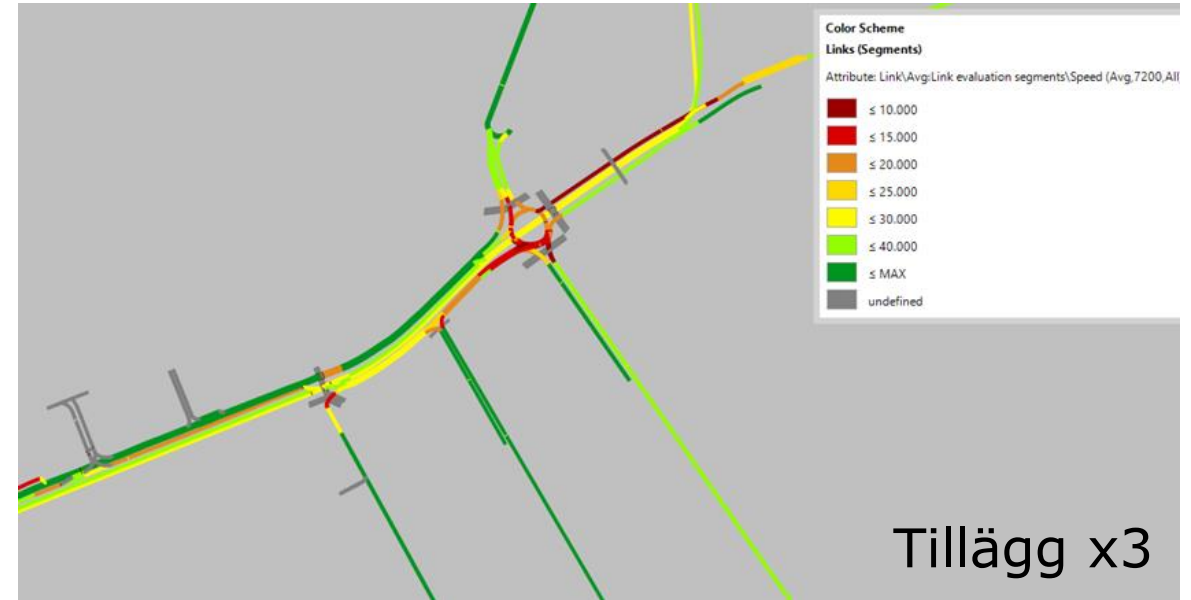 Color Scheme
Links (Segments)
Attribute: Link\Avg:Link evaluation segments\Speed (Avg,7200,All
≤ 10.000
≤ 15.000
≤ 20.000
≤ 25.000
≤ 30.000
≤ 40.000
≤ MAX
undefined
Tillägg x3